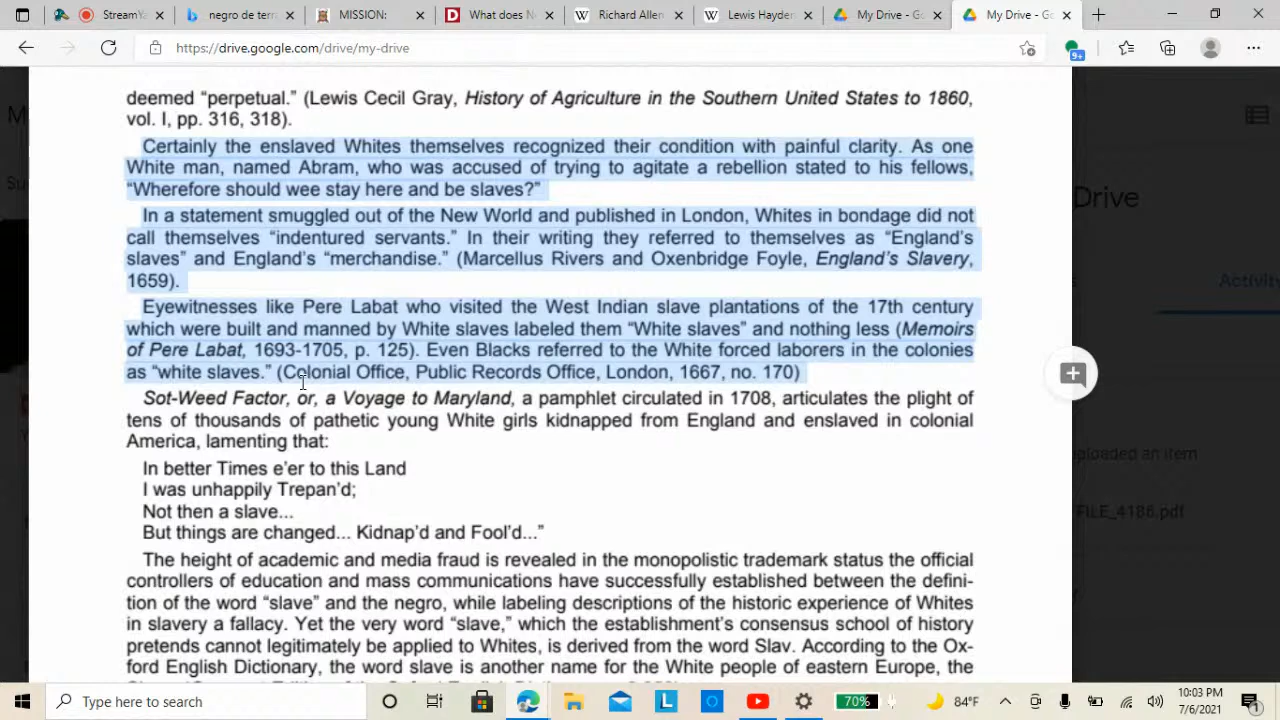 negro de te
MISSION:
What does N
Richard Allen
Lewis Hayden
My Drive - Go
My Drive - Go
https://drive.google.com/drive/my-drive
9+
deemed “perpetual.” (Lewis Cecil Gray, History of Agriculture in the Southern United States to 1860,
vol. I, pp. 316, 318).
Certainly the enslaved Whites themselves recognized their condition with painful clarity. As one
White man, named Abram, who was accused of trying to agitate a rebellion stated to his fellows,
“Wherefore should wee stay here and be slaves?”
In a statement smuggled out of the New World and published in London, Whites in bondage did not
call themselves “indentured servants.” In their writing they referred to themselves as “England’s
slaves” and England’s “merchandise.” (Marcellus Rivers and Oxenbridge Foyle, England’s Slavery,
1659).
Eyewitnesses like Pere Labat who visited the West Indian slave plantations of the 17th century
which were built and manned by White slaves labeled them “White slaves” and nothing less (Memoirs
of Pere Labat, 1693-1705, p. 125). Even Blacks referred to the White forced laborers in the colonies
as “white slaves.” (Colonial Office, Public Records Office, London, 1667, no. 170)
Sot-Weed Factor, or, a Voyage to Maryland, a pamphlet circulated in 1708, articulates the plight of
tens of thousands of pathetic young White girls kidnapped from England and enslaved in colonial
America, lamenting that:
In better Times e’er to this Land
I was unhappily Trepan’d;
Not then a slave...
But things are changed... Kidnap’d and Fool’d...”
The height of academic and media fraud is revealed in the monopolistic trademark status the official
controllers of education and mass communications have successfully established between the defini-
tion of the word “slave” and the negro, while labeling descriptions of the historic experience of Whites
in slavery a fallacy. Yet the very word “slave,” which the establishment’s consensus school of history
pretends cannot legitimately be applied to Whites, is derived from the word Slav. According to the Ox-
ford English Dictionary, the word slave is another name for the White people of eastern Europe, the
Drive
Activity
uploaded an item
FILE_4186.pdf
Type here to search
70%
84°F
10:03 PM
7/6/2021